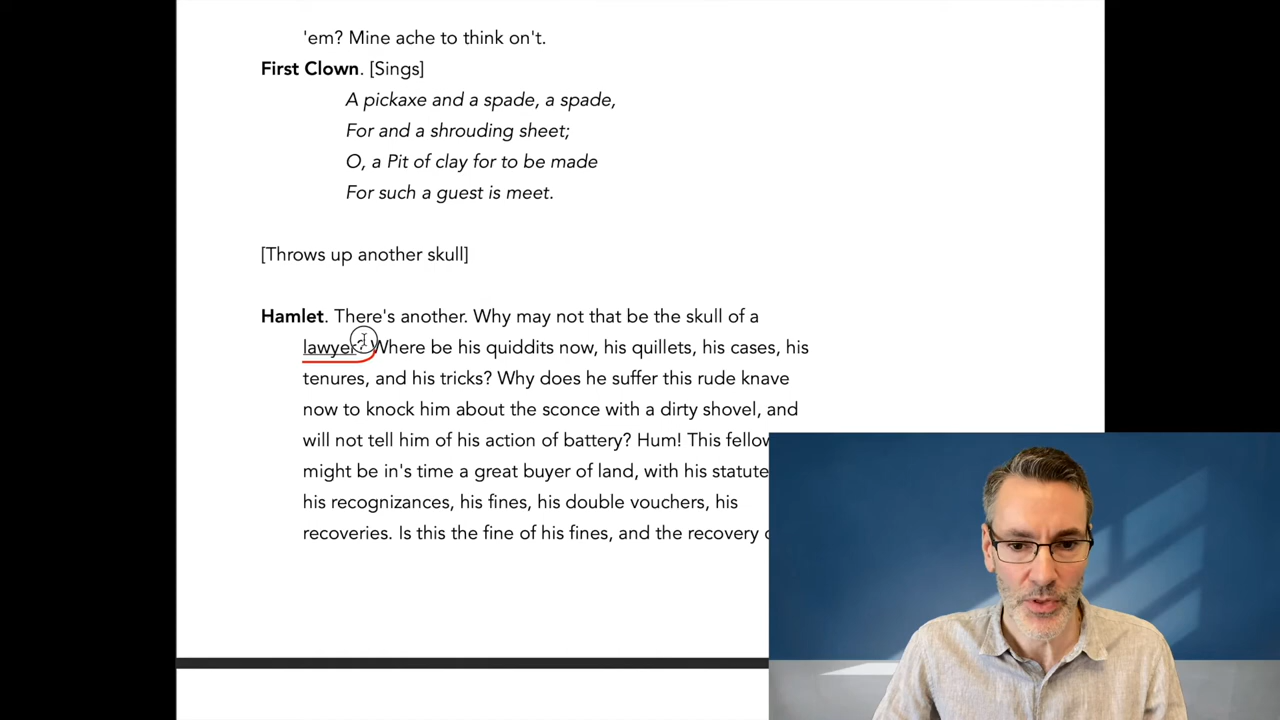 'em? Mine ache to think on't.
First Clown. [Sings]
A pickaxe and a spade, a spade,
For and a shrouding sheet;
O, a Pit of clay for to be made
For such a guest is meet.
[Throws up another skull]
Hamlet. There's another. Why may not that be the skull of a
lawyer? Where be his quiddits now, his quillets, his cases, his
tenures, and his tricks? Why does he suffer this rude knave
now to knock him about the sconce with a dirty shovel, and
will not tell him of his action of battery? Hum! This
might be in's time a great buyer of land, with his
his recognizances, his fines, his double vouchers, his
recoveries. Is this the fine of his fines, and the recovery